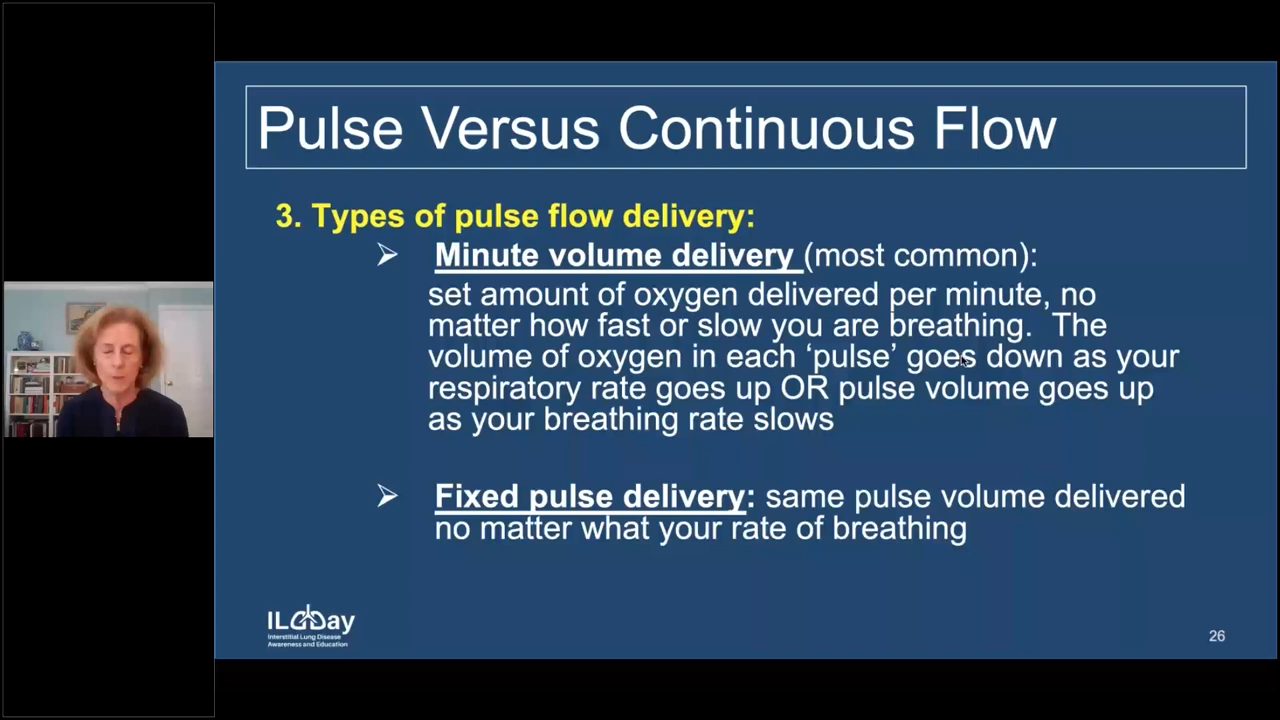 Pulse Versus Continuous Flow
3. Types of pulse flow delivery:
➢ Minute volume delivery (most common):
set amount of oxygen delivered per minute, no
matter how fast or slow you are breathing.  The
volume of oxygen in each ‘pulse’ goes down as your
respiratory rate goes up OR pulse volume goes up
as your breathing rate slows
➢ Fixed pulse delivery: same pulse volume delivered
no matter what your rate of breathing
ILDDay
Interstitial Lung Disease
Awareness and Education
26